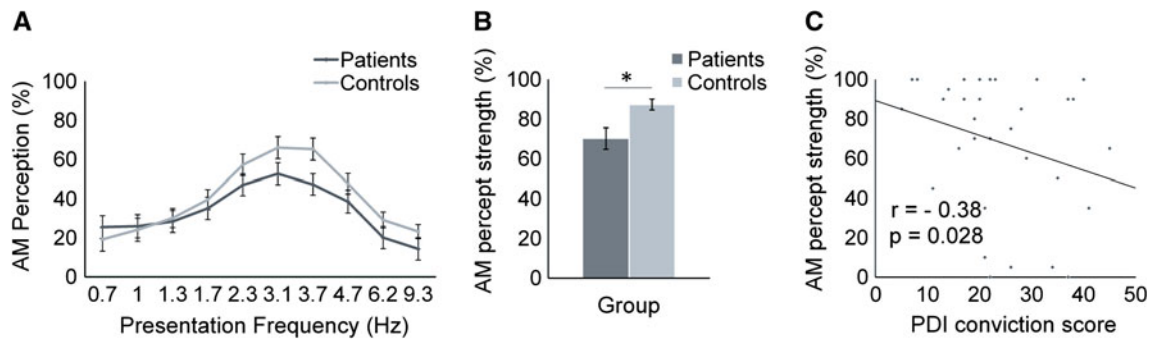 A
Patients
Controls
AM Perception (%)
100
80
60
40
20
0
0.7 1 1.3 1.7 2.3 3.1 3.7 4.7 6.2 9.3
Presentation Frequency (Hz)
B
Patients
Controls
AM percept strength (%)
100
80
60
40
20
0
*
Group
C
AM percept strength (%)
100
80
60
40
20
0
r = - 0.38
p = 0.028
0 10 20 30 40 50
PDI conviction score